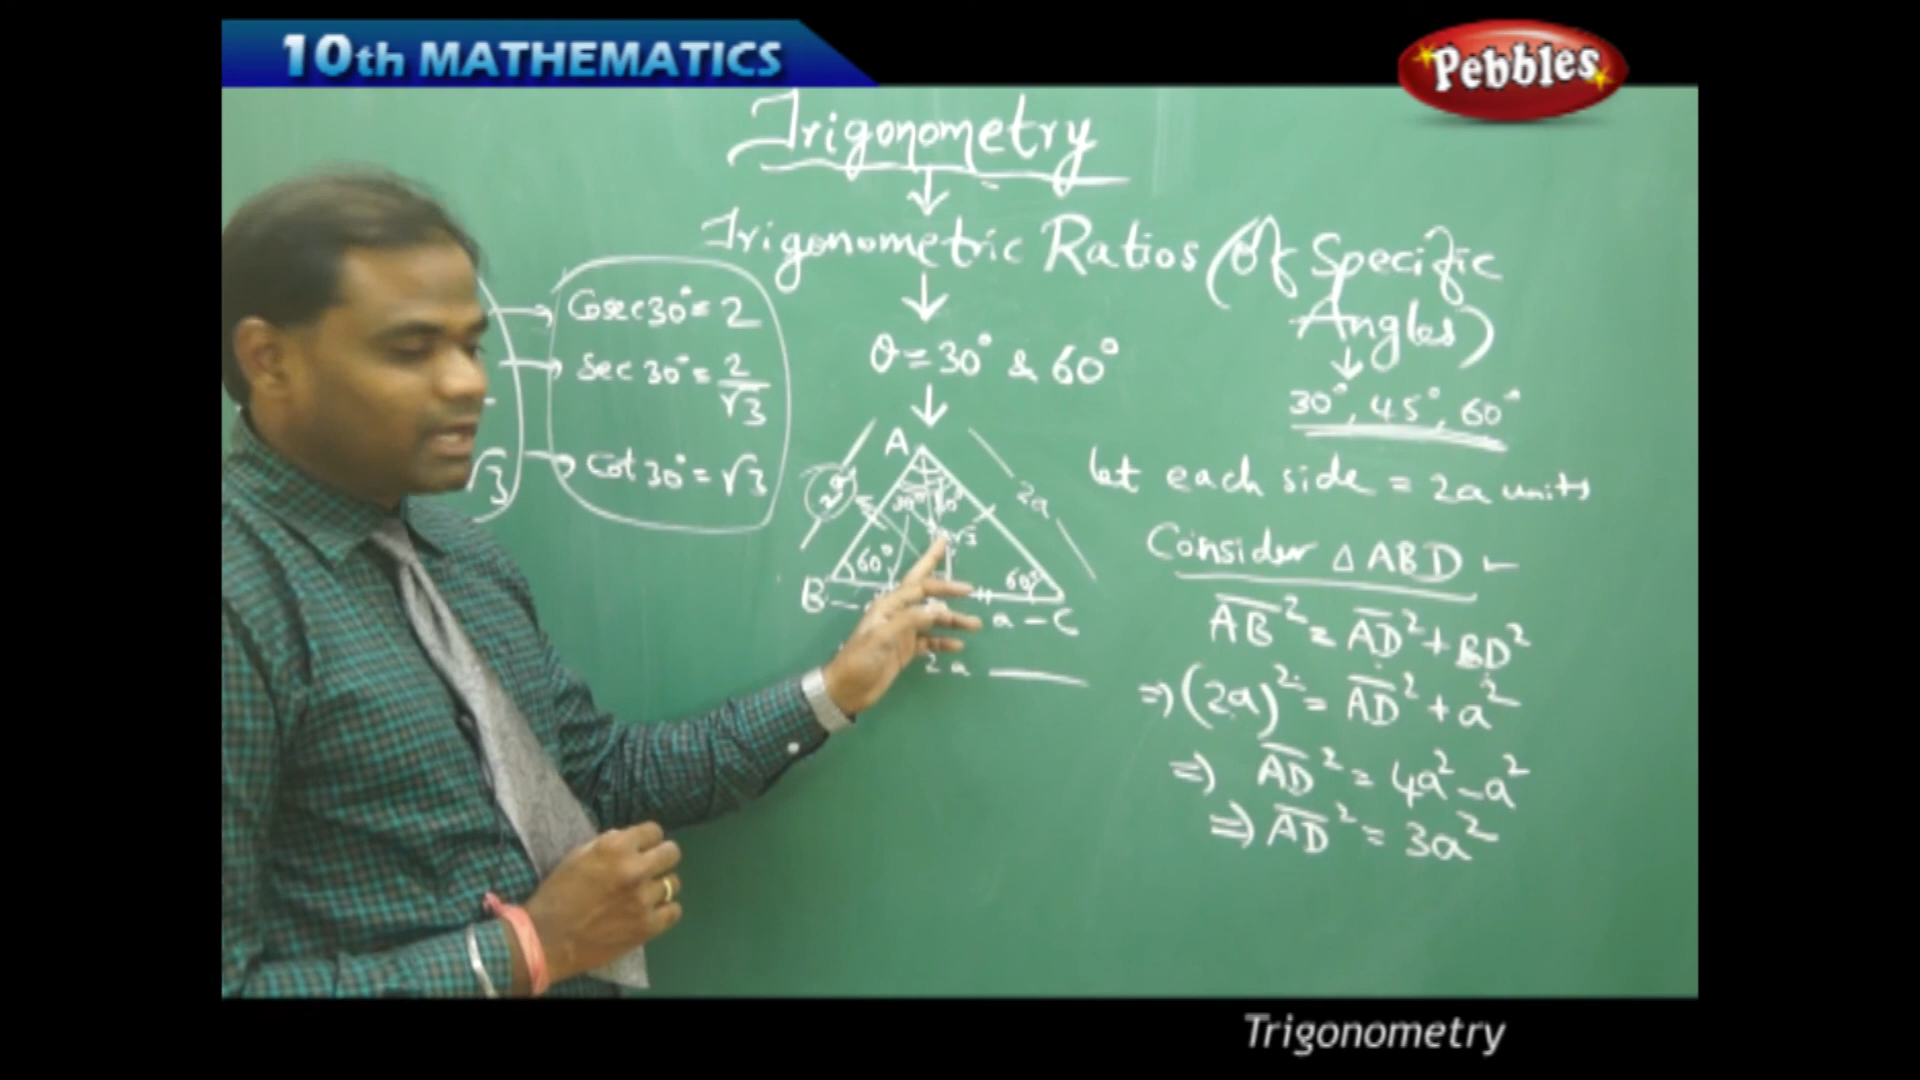 10th MATHEMATICS
Pebbles
Trigonometry
Trigonometric Ratios (Of Specific
Angles)
30°, 45°, 60°
θ = 30° & 60°
Cosec 30° = 2
Sec 30° = 2/√3
Cot 30° = √3
√3
A
2a
30°
60°
60°
B
a - C
2a
let each side = 2a units
Consider △ ABD
AB² = AD² + BD²
⇒ (2a)² = AD² + a²
⇒ AD² = 4a² - a²
⇒ AD² = 3a²
Trigonometry